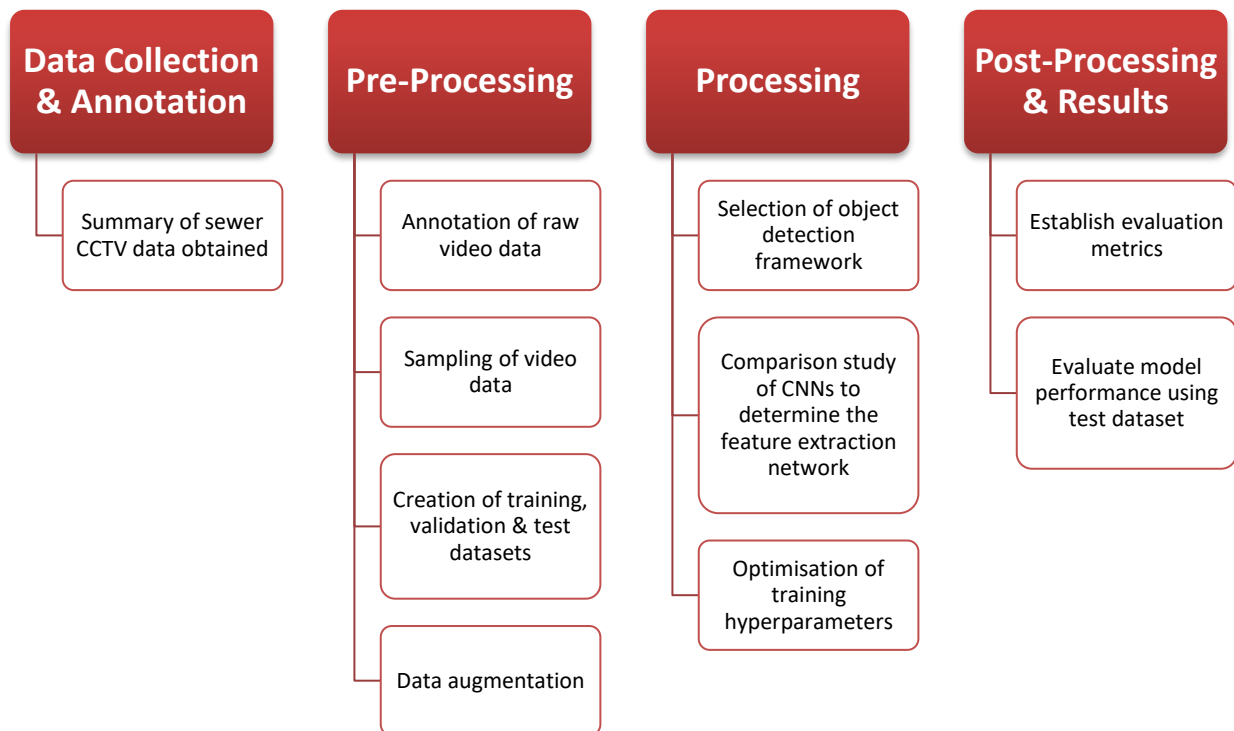 Data Collection
& Annotation
Summary of sewer
CCTV data obtained
Pre-Processing
Annotation of raw
video data
Sampling of video
data
Creation of training,
validation & test
datasets
Data augmentation
Processing
Selection of object
detection
framework
Comparison study
of CNNs to
determine the
feature extraction
network
Optimisation of
training
hyperparameters
Post-Processing
& Results
Establish evaluation
metrics
Evaluate model
performance using
test dataset